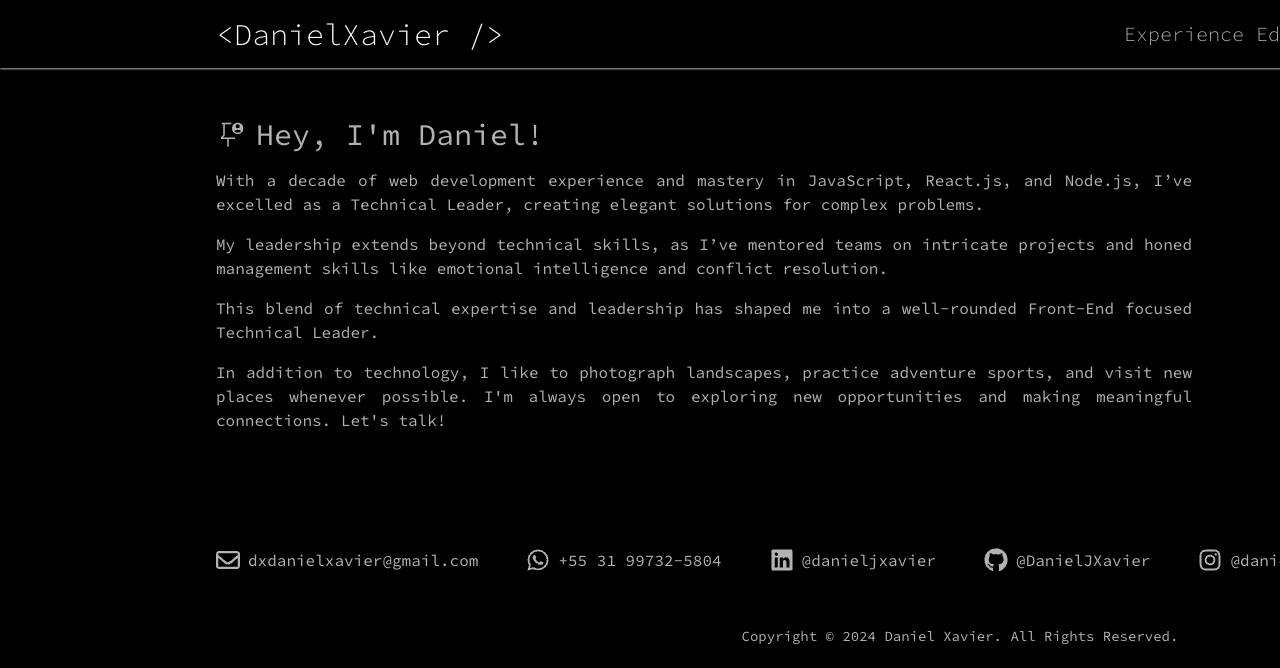 <DanielXavier />
Experience Ed
Hey, I'm Daniel!
With a decade of web development experience and mastery in JavaScript, React.js, and Node.js, I’ve
excelled as a Technical Leader, creating elegant solutions for complex problems.
My leadership extends beyond technical skills, as I’ve mentored teams on intricate projects and honed
management skills like emotional intelligence and conflict resolution.
This blend of technical expertise and leadership has shaped me into a well-rounded Front-End focused
Technical Leader.
In addition to technology, I like to photograph landscapes, practice adventure sports, and visit new
places whenever possible. I'm always open to exploring new opportunities and making meaningful
connections. Let's talk!
dxdanielxavier@gmail.com +55 31 99732-5804 @danieljxavier @DanielJXavier @dani
Copyright © 2024 Daniel Xavier. All Rights Reserved.